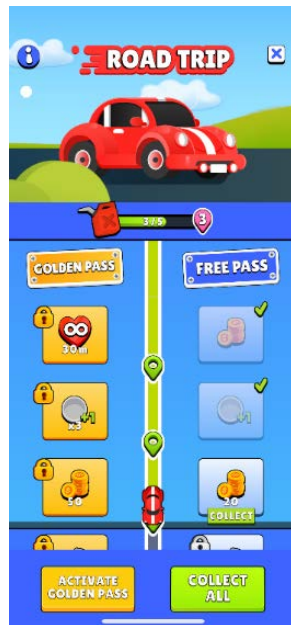 ROAD TRIP
3/5
3
GOLDEN PASS
FREE PASS
30m
+1
x3
+1
50
20
COLLECT
ACTIVATE
GOLDEN PASS
COLLECT
ALL